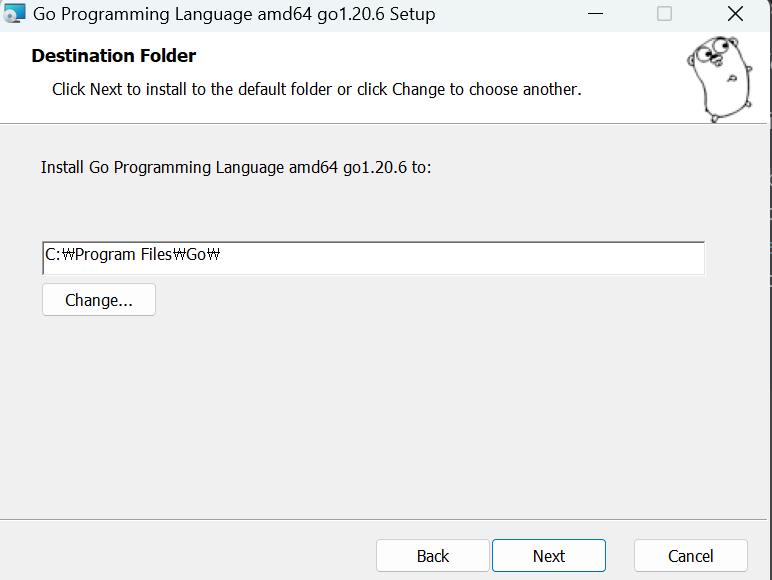 Go Programming Language amd64 go1.20.6 Setup
Destination Folder
Click Next to install to the default folder or click Change to choose another.
Install Go Programming Language amd64 go1.20.6 to:
C:₩Program Files₩Go₩
Change...
Back Next Cancel